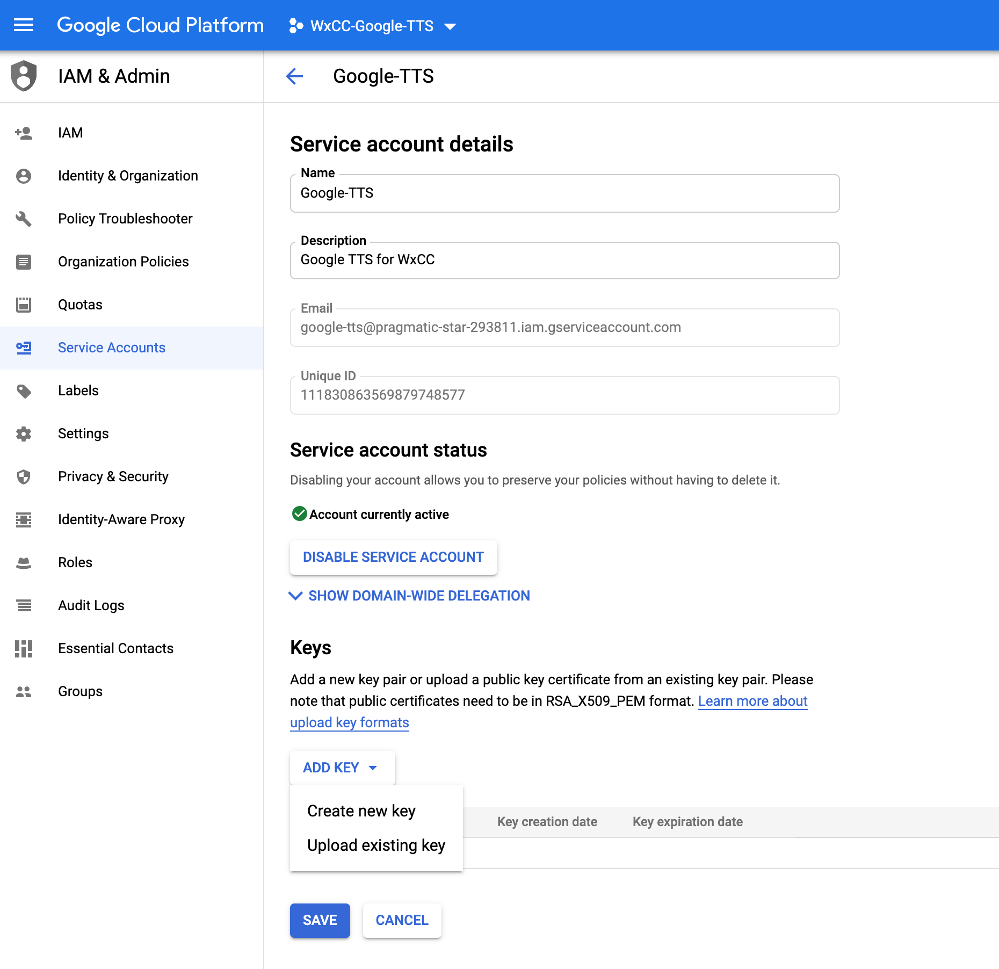 Google Cloud Platform
WxCC-Google-TTS
IAM & Admin
Google-TTS
IAM
Identity & Organization
Policy Troubleshooter
Organization Policies
Quotas
Service Accounts
Labels
Settings
Privacy & Security
Identity-Aware Proxy
Roles
Audit Logs
Essential Contacts
Groups
Service account details
Name
Google-TTS
Description
Google TTS for WxCC
Email
google-tts@pragmatic-star-293811.iam.gserviceaccount.com
Unique ID
111830863569879748577
Service account status
Disabling your account allows you to preserve your policies without having to delete it.
Account currently active
DISABLE SERVICE ACCOUNT
SHOW DOMAIN-WIDE DELEGATION
Keys
Add a new key pair or upload a public key certificate from an existing key pair. Please
note that public certificates need to be in RSA_X509_PEM format. Learn more about
upload key formats
ADD KEY
Create new key
Upload existing key
Key creation date
Key expiration date
SAVE
CANCEL